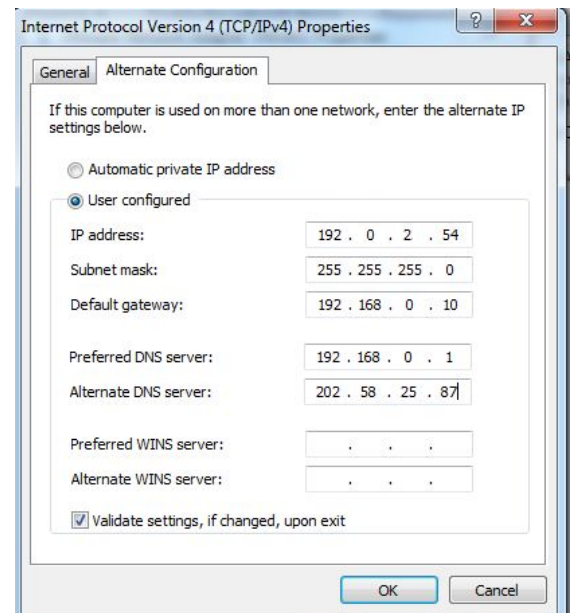 Internet Protocol Version 4 (TCP/IPv4) Properties
General
Alternate Configuration
If this computer is used on more than one network, enter the alternate IP
settings below.
Automatic private IP address
User configured
IP address: 192 . 0 . 2 . 54
Subnet mask: 255 . 255 . 255 . 0
Default gateway: 192 . 168 . 0 . 10
Preferred DNS server: 192 . 168 . 0 . 1
Alternate DNS server: 202 . 58 . 25 . 87
Preferred WINS server: . . .
Alternate WINS server: . . .
Validate settings, if changed, upon exit
OK
Cancel